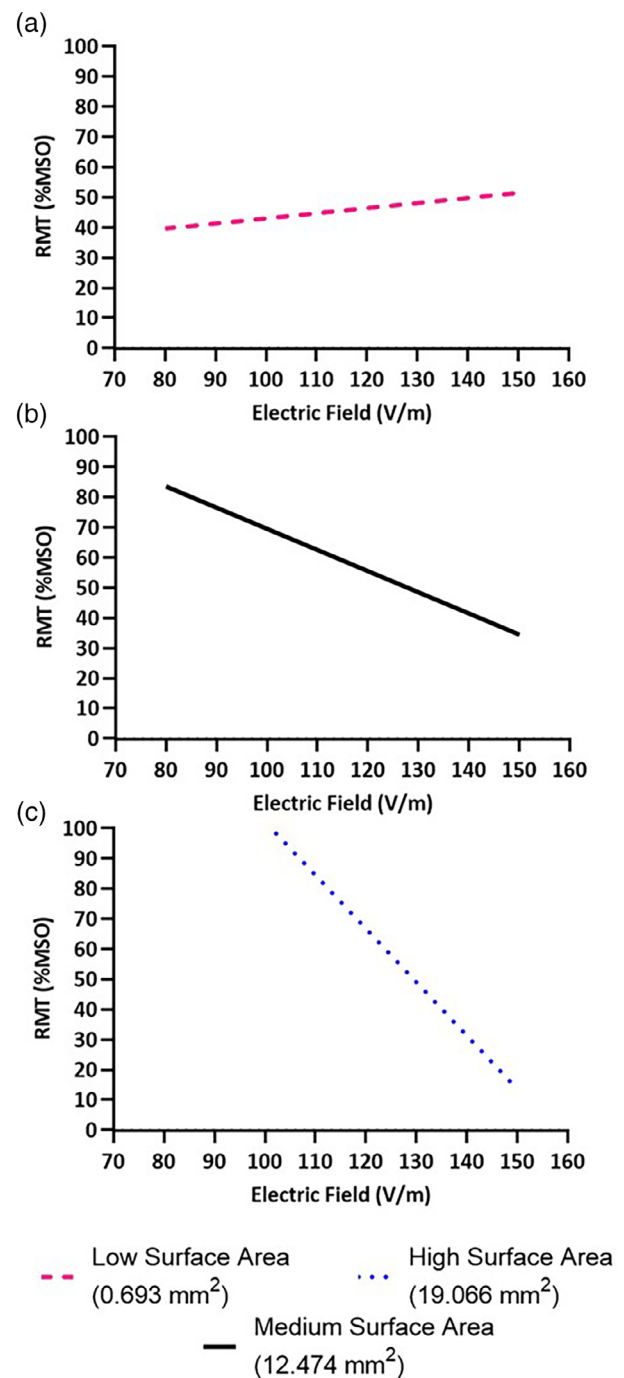 (a)
100
90
80
70
60
50
40
30
20
10
0
RMT (%MSO)
70 80 90 100 110 120 130 140 150 160
Electric Field (V/m)
(b)
100
90
80
70
60
50
40
30
20
10
0
RMT (%MSO)
70 80 90 100 110 120 130 140 150 160
Electric Field (V/m)
(c)
100
90
80
70
60
50
40
30
20
10
0
RMT (%MSO)
70 80 90 100 110 120 130 140 150 160
Electric Field (V/m)
Low Surface Area
(0.693 mm²)
High Surface Area
(19.066 mm²)
Medium Surface Area
(12.474 mm²)